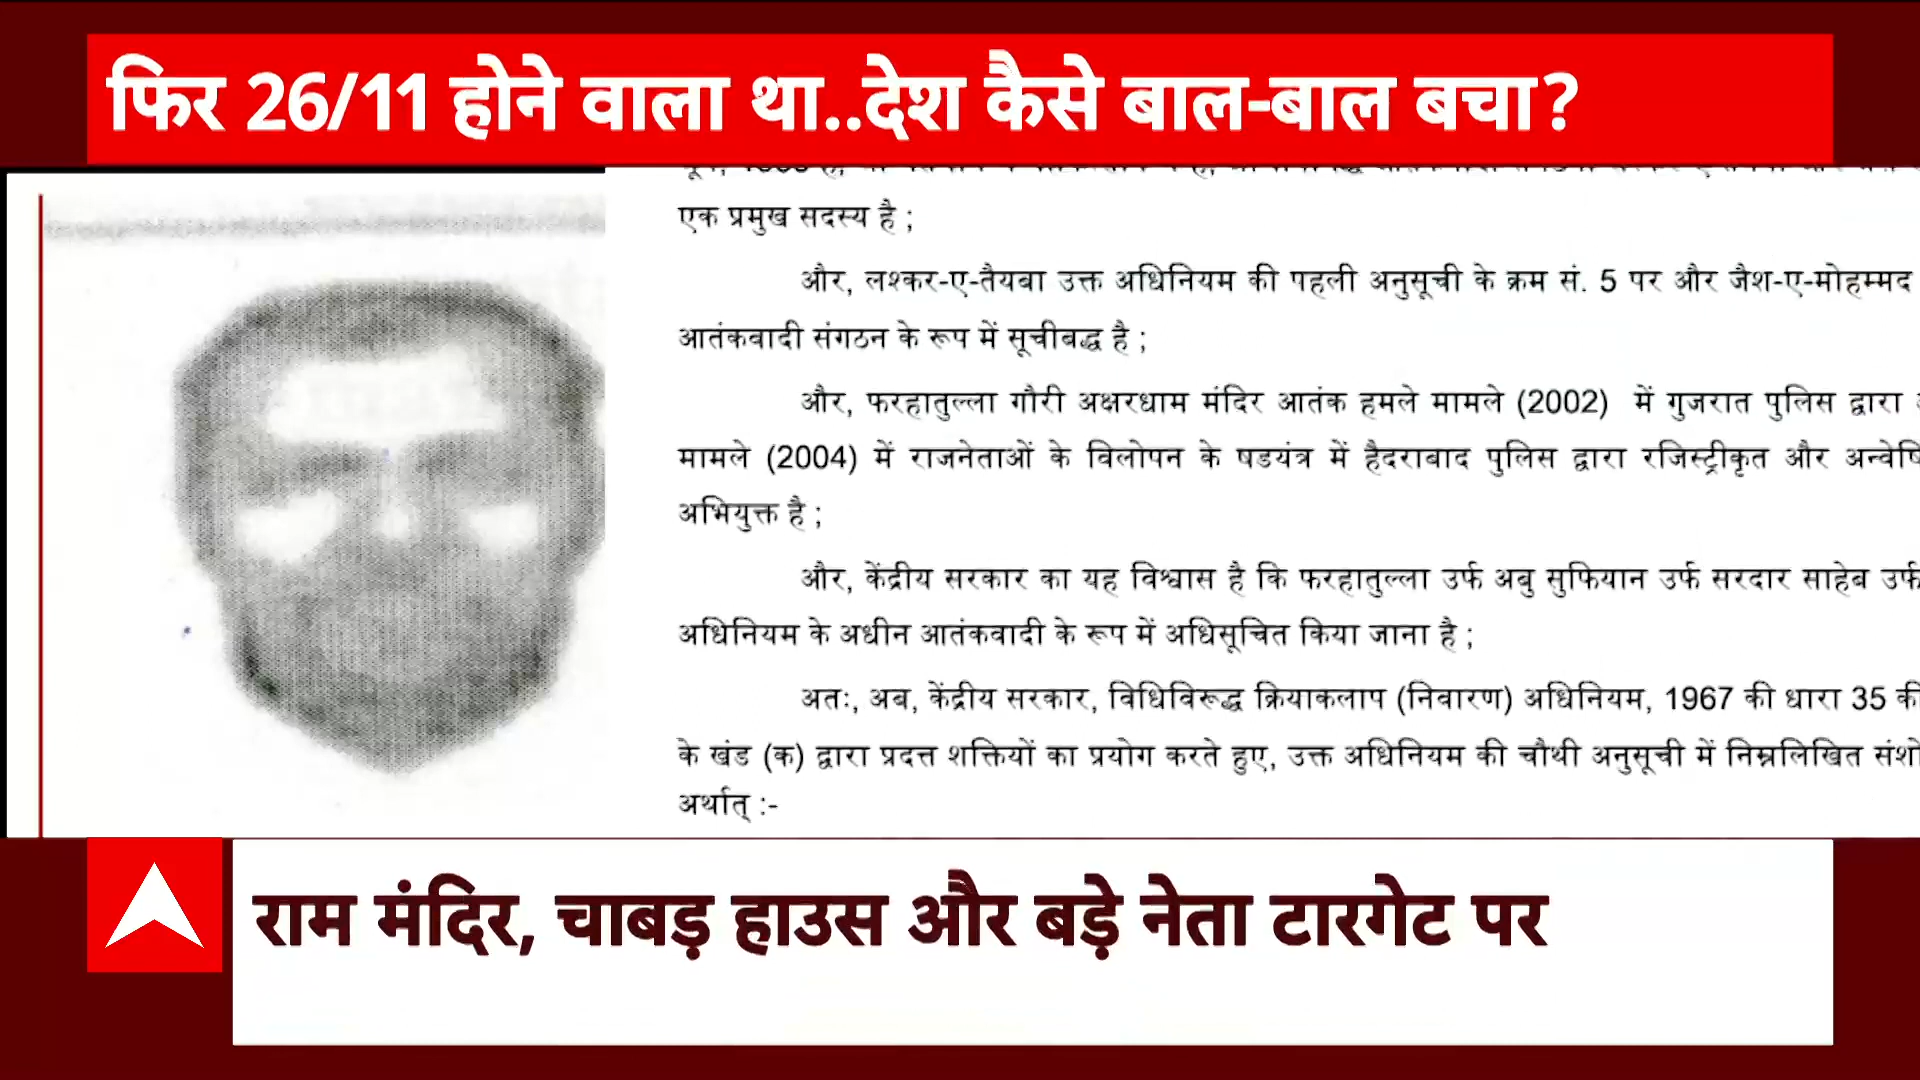 फिर 26/11 होने वाला था..देश कैसे बाल-बाल बचा?
एक प्रमुख सदस्य है ;
और, लश्कर-ए-तैयबा उक्त अधिनियम की पहली अनुसूची के क्रम सं. 5 पर और जैश-ए-मोहम्मद
आतंकवादी संगठन के रूप में सूचीबद्ध है ;
और, फरहातुल्ला गौरी अक्षरधाम मंदिर आतंक हमले मामले (2002) में गुजरात पुलिस द्वारा
मामले (2004) में राजनेताओं के विलोपन के षडयंत्र में हैदराबाद पुलिस द्वारा रजिस्ट्रीकृत और
अभियुक्त है ;
और, केंद्रीय सरकार का यह विश्वास है कि फरहातुल्ला उर्फ अबु सुफियान उर्फ सरदार साहेब उर्फ
अधिनियम के अधीन आतंकवादी के रूप में अधिसूचित किया जाना है ;
अतः, अब, केंद्रीय सरकार, विधिविरूद्ध क्रियाकलाप (निवारण) अधिनियम, 1967 की धारा 35 की
के खंड (क) द्वारा प्रदत्त शक्तियों का प्रयोग करते हुए, उक्त अधिनियम की चौथी अनुसूची में निम्नलिखित
अर्थात् :-
राम मंदिर, चाबड़ हाउस और बड़े नेता टारगेट पर